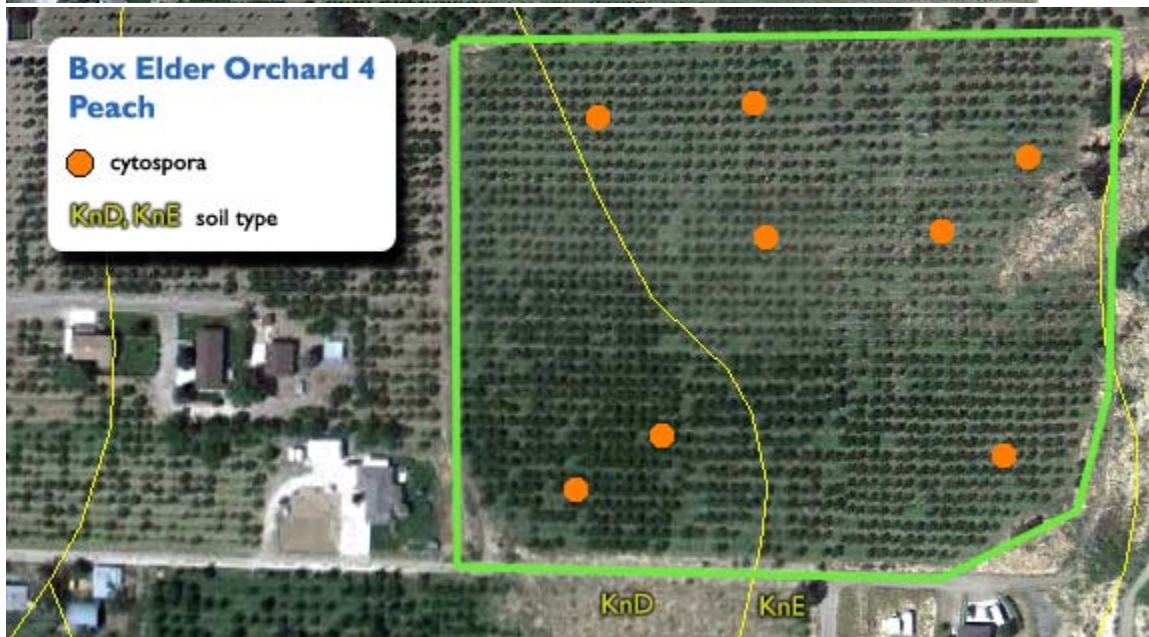 Box Elder Orchard 4
Peach
cytospora
KnD, KnE soil type
KnD
KnE